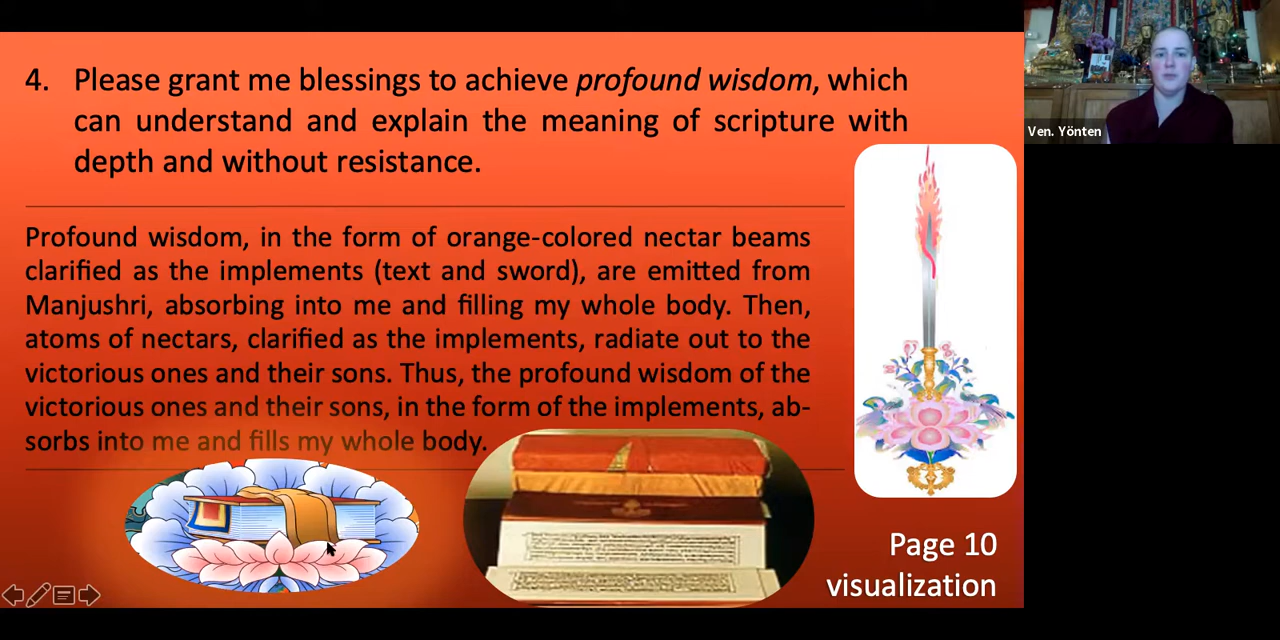 4. Please grant me blessings to achieve profound wisdom, which
can understand and explain the meaning of scripture with
depth and without resistance.
Profound wisdom, in the form of orange-colored nectar beams
clarified as the implements (text and sword), are emitted from
Manjushri, absorbing into me and filling my whole body. Then,
atoms of nectars, clarified as the implements, radiate out to the
victorious ones and their sons. Thus, the profound wisdom of the
victorious ones and their sons, in the form of the implements, ab-
sorbs into me and fills my whole body.
Page 10
visualization
Ven. Yönten